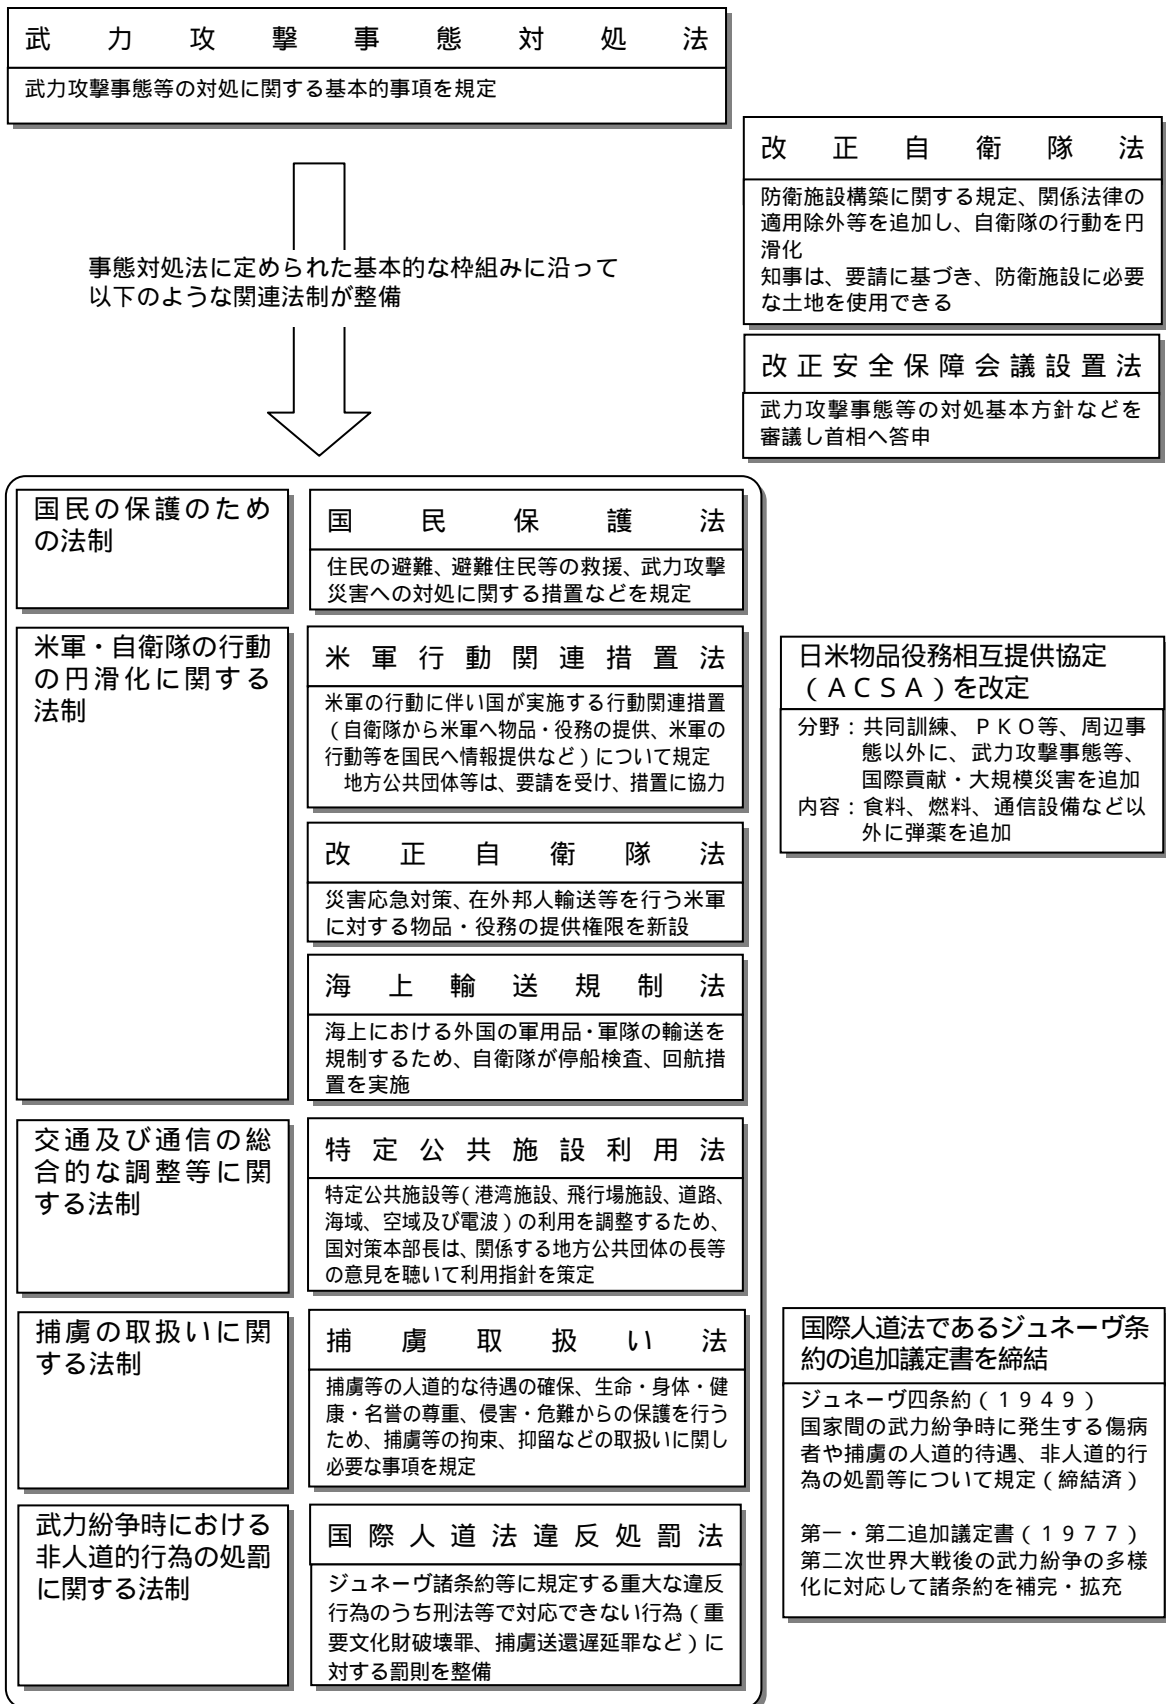 武力攻撃事態対処法
武力攻撃事態等の対処に関する基本的事項を規定
改正自衛隊法
防衛施設構築に関する規定、関係法律の
適用除外等を追加し、自衛隊の行動を円
滑化
知事は、要請に基づき、防衛施設に必要
な土地を使用できる
事態対処法に定められた基本的な枠組みに沿って
以下のような関連法制が整備
改正安全保障会議設置法
武力攻撃事態等の対処基本方針などを
審議し首相へ答申
国民の保護のため
の法制
国民保護法
住民の避難、避難住民等の救援、武力攻撃
災害への対処に関する措置などを規定
米軍・自衛隊の行動
の円滑化に関する
法制
米軍行動関連措置法
米軍の行動に伴い国が実施する行動関連措置
(自衛隊から米軍へ物品・役務の提供、米軍の
行動等を国民へ情報提供など)について規定
地方公共団体等は、要請を受け、措置に協力
日米物品役務相互提供協定
(ACSA)を改定
分野:共同訓練、PKO等、周辺事
態以外に、武力攻撃事態等、
国際貢献・大規模災害を追加
内容:食料、燃料、通信設備など以
外に弾薬を追加
改正自衛隊法
災害応急対策、在外邦人輸送等を行う米軍
に対する物品・役務の提供権限を新設
海上輸送規制法
海上における外国の軍用品・軍隊の輸送を
規制するため、自衛隊が停船検査、回航措
置を実施
交通及び通信の総
合的な調整等に関
する法制
特定公共施設利用法
特定公共施設等(港湾施設、飛行場施設、道路、
海域、空域及び電波)の利用を調整するため、
国対策本部長は、関係する地方公共団体の長等
の意見を聴いて利用指針を策定
捕虜の取扱いに関
する法制
捕虜取扱い法
捕虜等の人道的な待遇の確保、生命・身体・健
康・名誉の尊重、侵害・危難からの保護を行う
ため、捕虜等の拘束、抑留などの取扱いに関し
必要な事項を規定
国際人道法であるジュネーヴ条
約の追加議定書を締結
ジュネーヴ四条約(1949)
国家間の武力紛争時に発生する傷病
者や捕虜の人道的待遇、非人道的行
為の処罰等について規定(締結済)
第一・第二追加議定書(1977)
第二次世界大戦後の武力紛争の多様
化に対応して諸条約を補完・拡充
武力紛争時における
非人道的行為の処罰
に関する法制
国際人道法違反処罰法
ジュネーヴ諸条約等に規定する重大な違反
行為のうち刑法等で対応できない行為(重
要文化財破壊罪、捕虜送還遅延罪など)に
対する罰則を整備